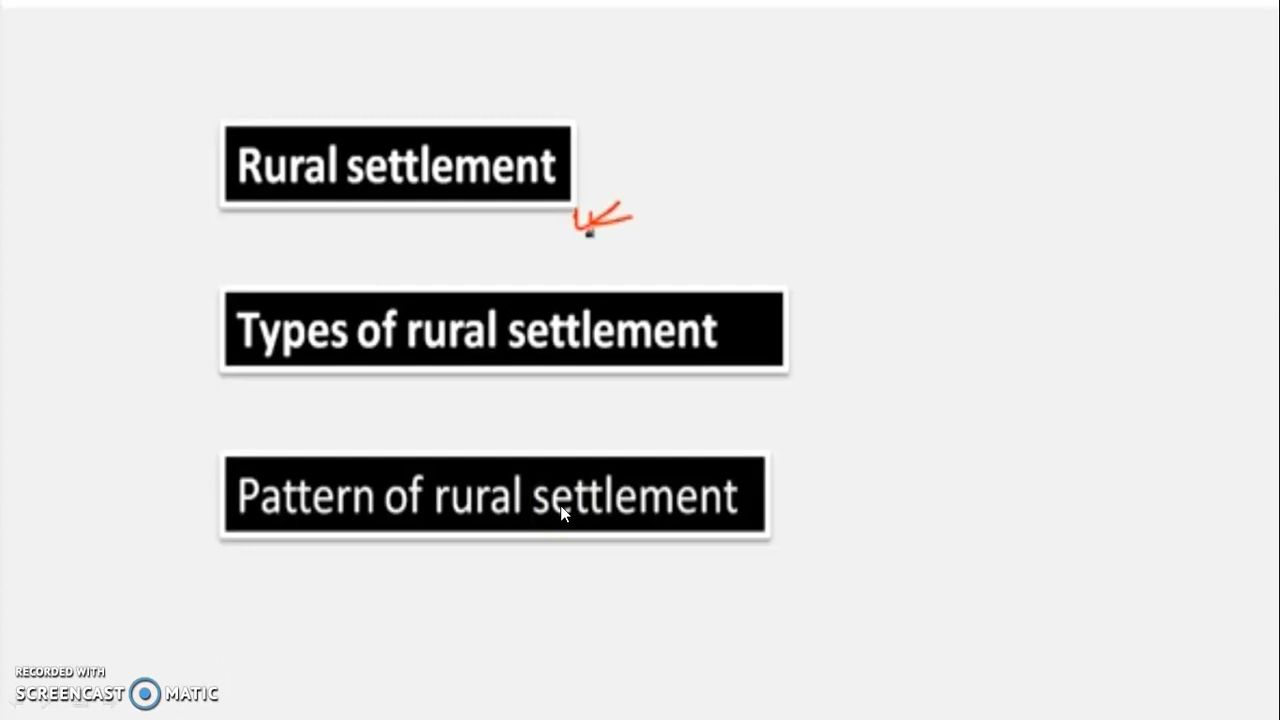 Rural settlement
Types of rural settlement
Pattern of rural settlement
RECORDED WITH
SCREENCAST MATIC